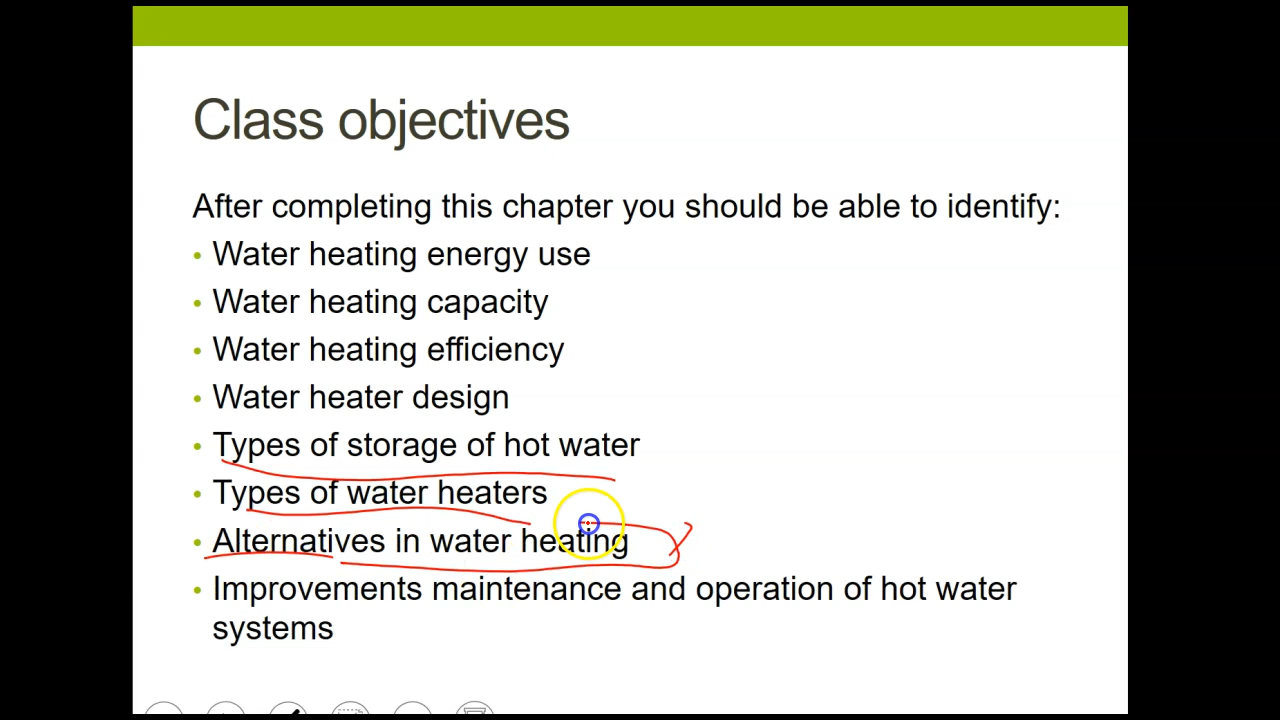 Class objectives
After completing this chapter you should be able to identify:
• Water heating energy use
• Water heating capacity
• Water heating efficiency
• Water heater design
• Types of storage of hot water
• Types of water heaters
• Alternatives in water heating
• Improvements maintenance and operation of hot water
systems